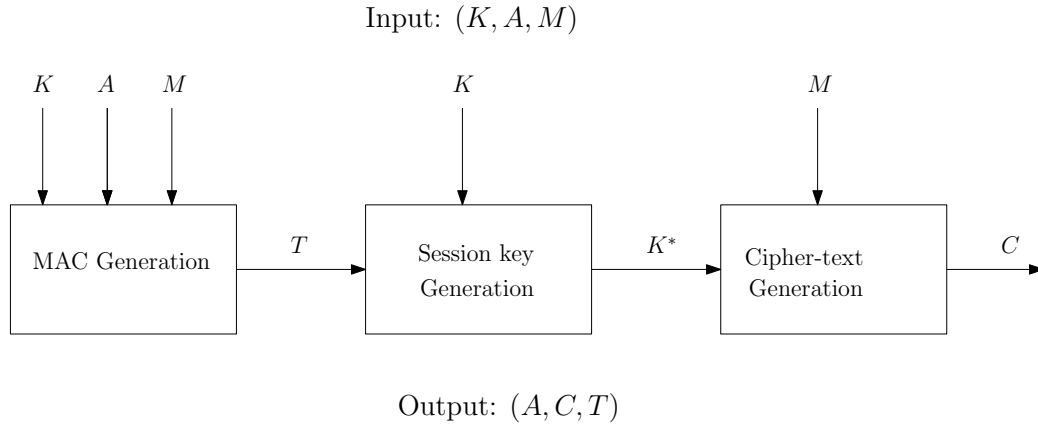 Input: (K, A, M)
K A M K M
MAC Generation
T
Session key
Generation
K*
Cipher-text
Generation
C
Output: (A, C, T)